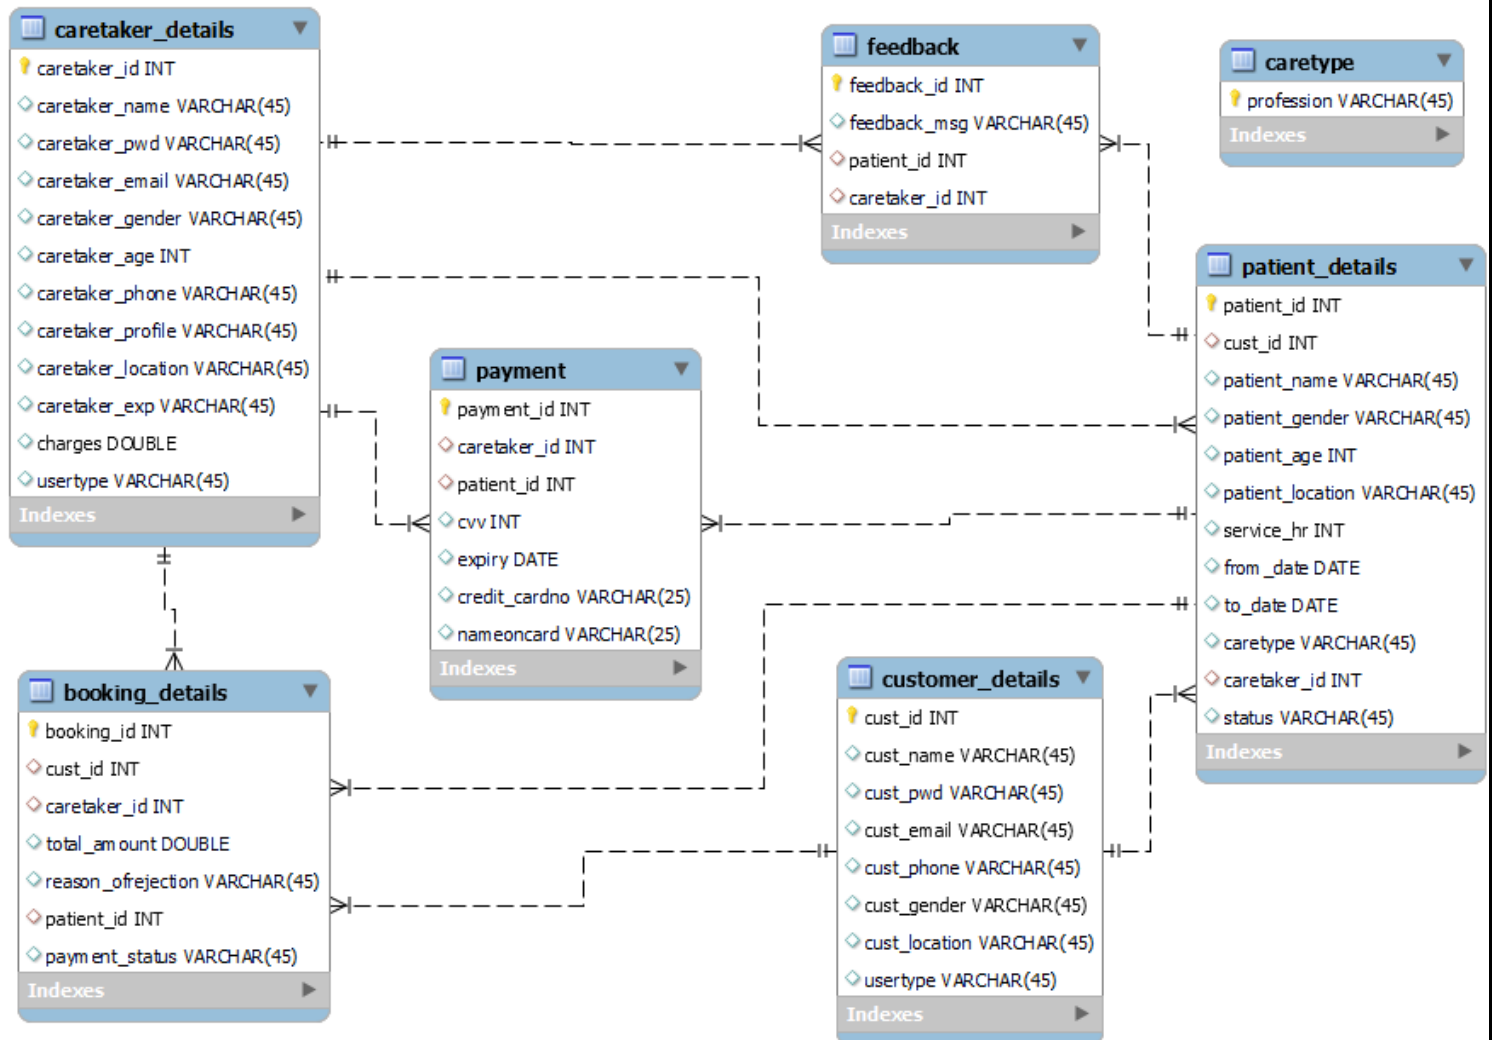 caretaker_details
caretaker_id INT
caretaker_name VARCHAR(45)
caretaker_pwd VARCHAR(45)
caretaker_email VARCHAR(45)
caretaker_gender VARCHAR(45)
caretaker_age INT
caretaker_phone VARCHAR(45)
caretaker_profile VARCHAR(45)
caretaker_location VARCHAR(45)
caretaker_exp VARCHAR(45)
charges DOUBLE
usertype VARCHAR(45)
Indexes
feedback
feedback_id INT
feedback_msg VARCHAR(45)
patient_id INT
caretaker_id INT
Indexes
caretype
profession VARCHAR(45)
Indexes
payment
payment_id INT
caretaker_id INT
patient_id INT
cvv INT
expiry DATE
credit_cardno VARCHAR(25)
nameoncard VARCHAR(25)
Indexes
patient_details
patient_id INT
cust_id INT
patient_name VARCHAR(45)
patient_gender VARCHAR(45)
patient_age INT
patient_location VARCHAR(45)
service_hr INT
from_date DATE
to_date DATE
caretype VARCHAR(45)
caretaker_id INT
status VARCHAR(45)
Indexes
booking_details
booking_id INT
cust_id INT
caretaker_id INT
total_amount DOUBLE
reason_ofrejection VARCHAR(45)
patient_id INT
payment_status VARCHAR(45)
Indexes
customer_details
cust_id INT
cust_name VARCHAR(45)
cust_pwd VARCHAR(45)
cust_email VARCHAR(45)
cust_phone VARCHAR(45)
cust_gender VARCHAR(45)
cust_location VARCHAR(45)
usertype VARCHAR(45)
Indexes